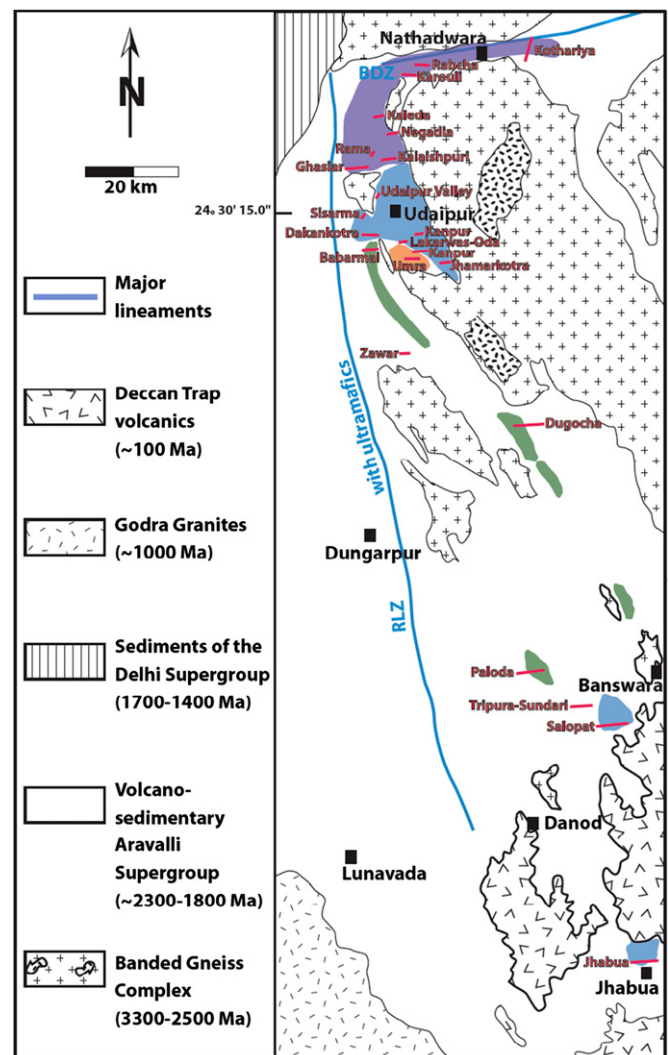 N
20 km
24o 30' 15.0"
Major
lineaments
Deccan Trap
volcanics
(~100 Ma)
Godra Granites
(~1000 Ma)
Sediments of the
Delhi Supergroup
(1700-1400 Ma)
Volcano-
sedimentary
Aravalli
Supergroup
(~2300-1800 Ma)
Banded Gneiss
Complex
(3300-2500 Ma)
Nathadwara
Kothariya
BDZ
Rabcha
Karouli
Kaleda
Negadia
Rama
Kalaishpuri
Ghasiar
Udaipur Valley
Sisarma
Udaipur
Dakankotra
Kanpur
Lakarwas-Oda
Babarmal
Kanpur
Umra
Jhamarkotra
Zawar
with ultramafics
Dugocha
Dungarpur
RLZ
Paloda
Banswara
Tripura-Sundari
Salopat
Danod
Lunavada
Jhabua
Jhabua